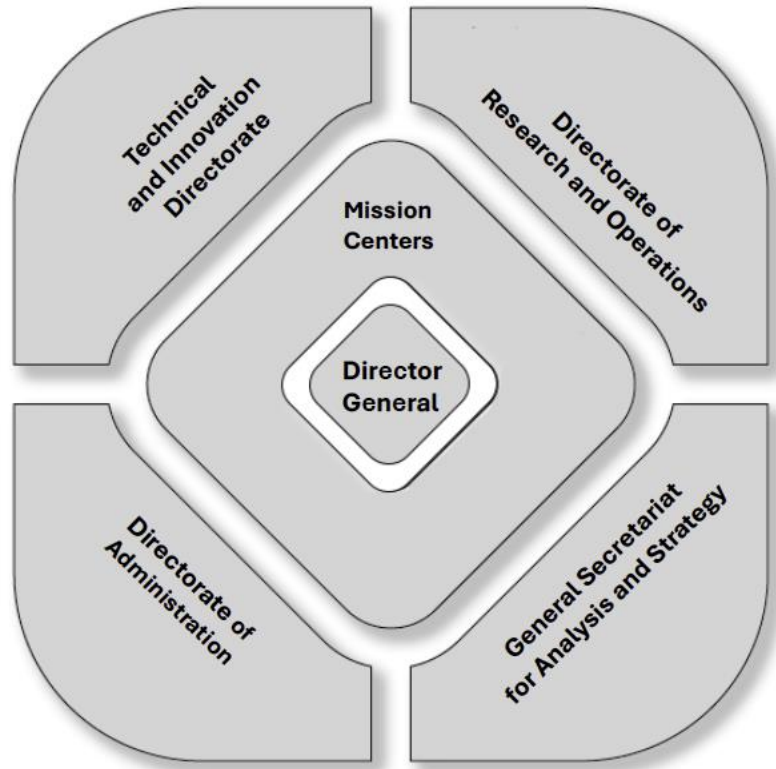 Technical
and Innovation
Directorate
Directorate of
Research and Operations
Mission
Centers
Director
General
Directorate of
Administration
General Secretariat
for Analysis and Strategy